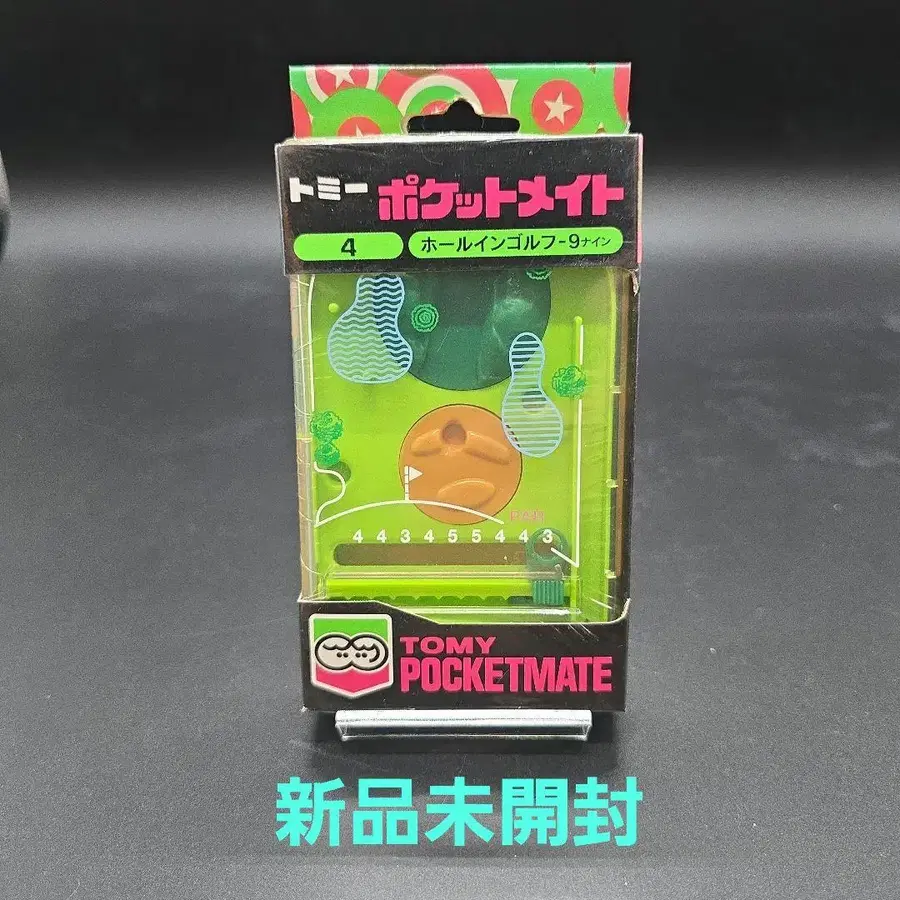 トミー ポケットメイト
4 ホールインゴルフ-9ナイン
PAR
4 4 3 4 5 5 4 4 3
TOMY
POCKETMATE
新品未開封